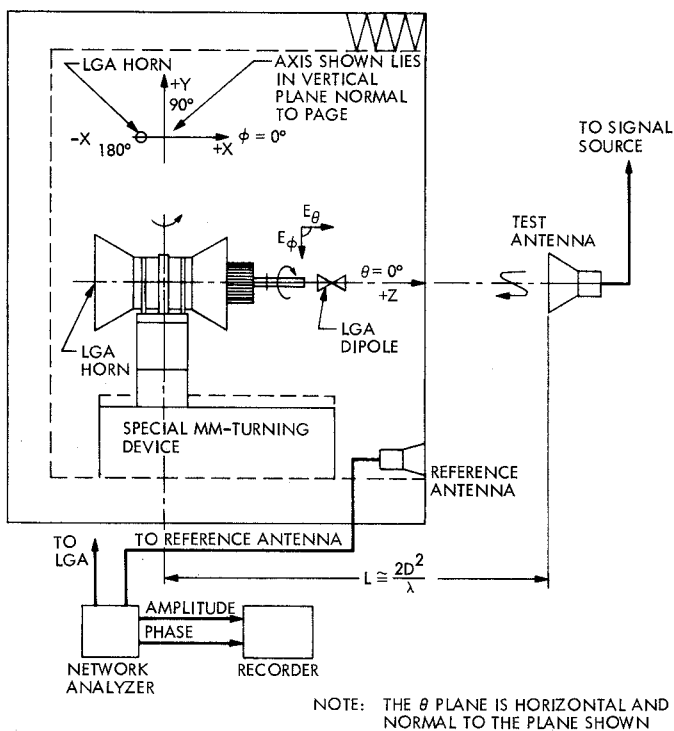 LGA HORN
AXIS SHOWN LIES
IN VERTICAL
PLANE NORMAL
TO PAGE
+Y
90°
-X
180°
+X
ϕ = 0°
TO SIGNAL
SOURCE
TEST
ANTENNA
Eθ
Eϕ
θ = 0°
+Z
LGA
DIPOLE
LGA
HORN
SPECIAL MM-TURNING
DEVICE
REFERENCE
ANTENNA
TO
LGA
TO REFERENCE ANTENNA
L ≅ 2D²/λ
AMPLITUDE
PHASE
NETWORK
ANALYZER
RECORDER
NOTE: THE θ PLANE IS HORIZONTAL AND
NORMAL TO THE PLANE SHOWN